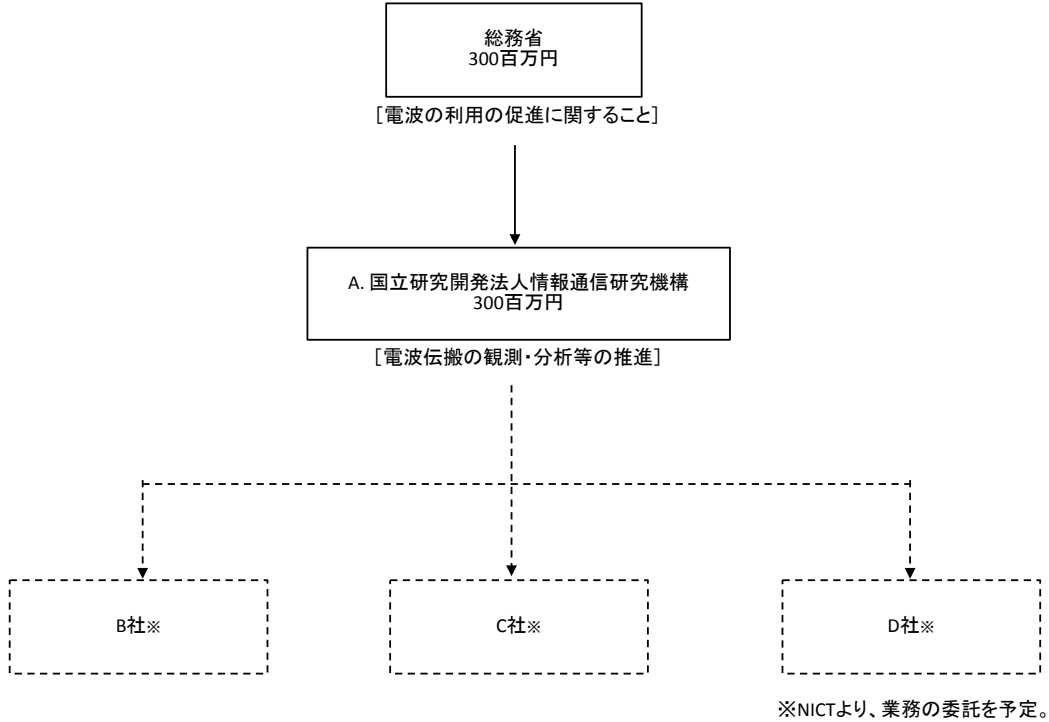 総務省
300百万円
［電波の利用の促進に関すること］
A. 国立研究開発法人情報通信研究機構
300百万円
［電波伝搬の観測・分析等の推進］
B社※
C社※
D社※
※NICTより、業務の委託を予定。